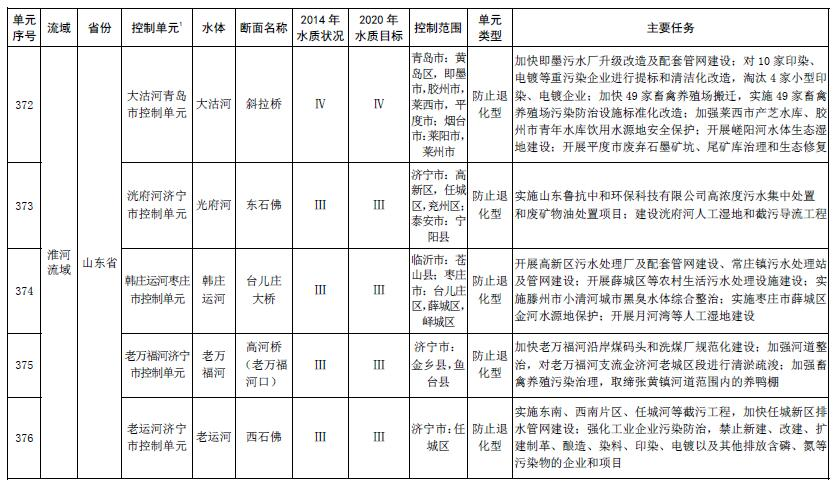 单元序号 流域 省份 控制单元1 水体 断面名称 2014年水质状况 2020年水质目标 控制范围 单元类型 主要任务
淮河流域
山东省
372
大沽河青岛
市控制单元
大沽河
斜拉桥
Ⅳ
Ⅳ
青岛市：黄
岛区，即墨
市，胶州市，
莱西市，平
度市；烟台
市：莱阳市，
莱州市
防止退
化型
加快即墨污水厂升级改造及配套管网建设；对10家印染、
电镀等重污染企业进行提标和清洁化改造，淘汰4家小型印
染、电镀企业；加快49家畜禽养殖场搬迁，实施49家畜禽
养殖场污染防治设施标准化改造；加强莱西市产芝水库、胶
州市青年水库饮用水源地安全保护；开展嵯阳河水体生态湿
地建设；开展平度市废弃石墨矿坑、尾矿库治理和生态修复
373
洸府河济宁
市控制单元
光府河
东石佛
Ⅲ
Ⅲ
济宁市：高
新区，任城
区，兖州区；
泰安市：宁
阳县
防止退
化型
实施山东鲁抗中和环保科技有限公司高浓度污水集中处置
和废矿物油处置项目；建设洸府河人工湿地和截污导流工程
374
韩庄运河枣庄
市控制单元
韩庄
运河
台儿庄
大桥
Ⅲ
Ⅲ
临沂市：苍
山县；枣庄
市：台儿庄
区，薛城区，
峄城区
防止退
化型
开展高新区污水处理厂及配套管网建设、常庄镇污水处理站
及管网建设；开展薛城区等农村生活污水处理设施建设；实
施滕州市小清河城市黑臭水体综合整治；实施枣庄市薛城区
金河水源地保护；开展月河湾等人工湿地建设
375
老万福河济宁
市控制单元
老万
福河
高河桥
（老万福
河口）
Ⅲ
Ⅲ
济宁市：
金乡县，鱼
台县
防止退
化型
加快老万福河沿岸煤码头和洗煤厂规范化建设；加强河道整
治，对老万福河支流金济河老城区段进行清淤疏浚；加强畜
禽养殖污染治理，取缔张黄镇河道范围内的养鸭棚
376
老运河济宁
市控制单元
老运河
西石佛
Ⅲ
Ⅲ
济宁市：任
城区
防止退
化型
实施东南、西南片区、任城河等截污工程，加快任城新区排
水管网建设；强化工业企业污染防治，禁止新建、改建、扩
建制革、酿造、染料、印染、电镀以及其他排放含磷、氮等
污染物的企业和项目